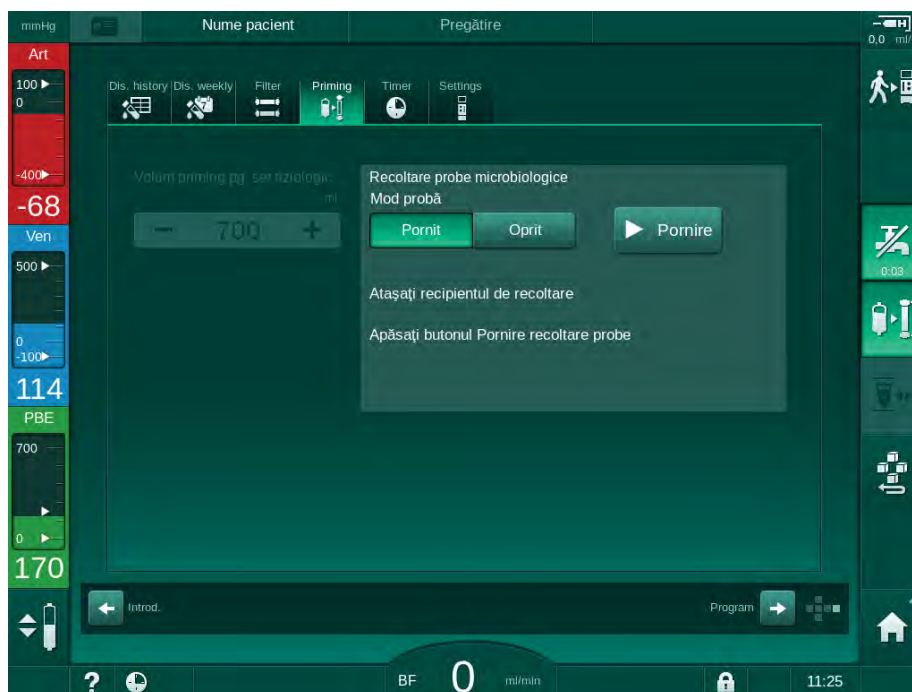 mmHg
Nume pacient
Pregătire
0,0 ml/
Art
100
0
-400
-68
Ven
500
0
-100
114
PBE
700
0
170
Dis. history
Dis. weekly
Filter
Priming
Timer
Settings
Volum priming pg. ser fiziologic
ml
700
Recoltare probe microbiologice
Mod probă
Pornit
Oprit
Pornire
Atașați recipientul de recoltare
Apăsați butonul Pornire recoltare probe
0:03
Introd.
Program
?
BF 0 ml/min
11:25